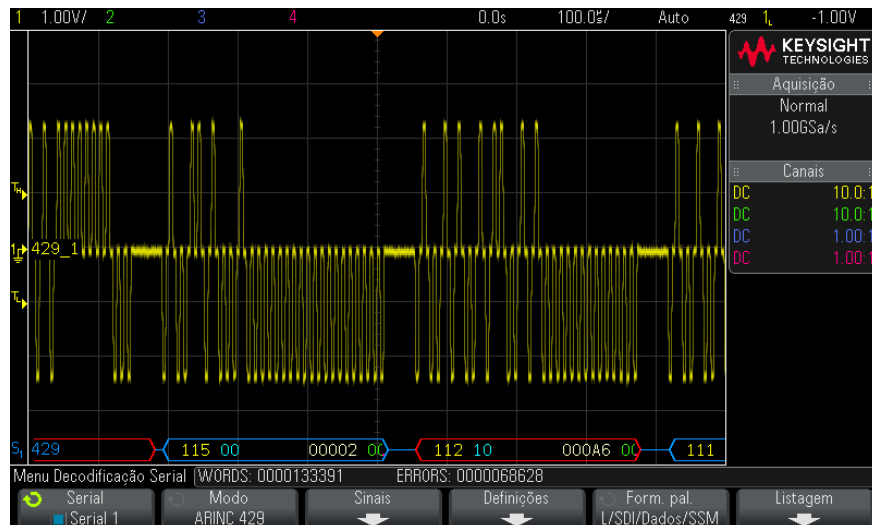 1 1.00V/ 2 3 4 0.0s 100.0㎲/ Auto 429 1L -1.00V
KEYSIGHT
TECHNOLOGIES
Aquisição
Normal
1.00GSa/s
Canais
DC 10.0:1
DC 10.0:1
DC 1.00:1
DC 1.00:1
TH
1 429_1
TL
S1 429 115 00 00002 00 112 10 000A6 00 111
Menu Decodificação Serial WORDS: 0000133391 ERRORS: 0000068628
Serial Modo Sinais Definições Form. pal. Listagem
Serial 1 ARINC 429 L/SDI/Dados/SSM